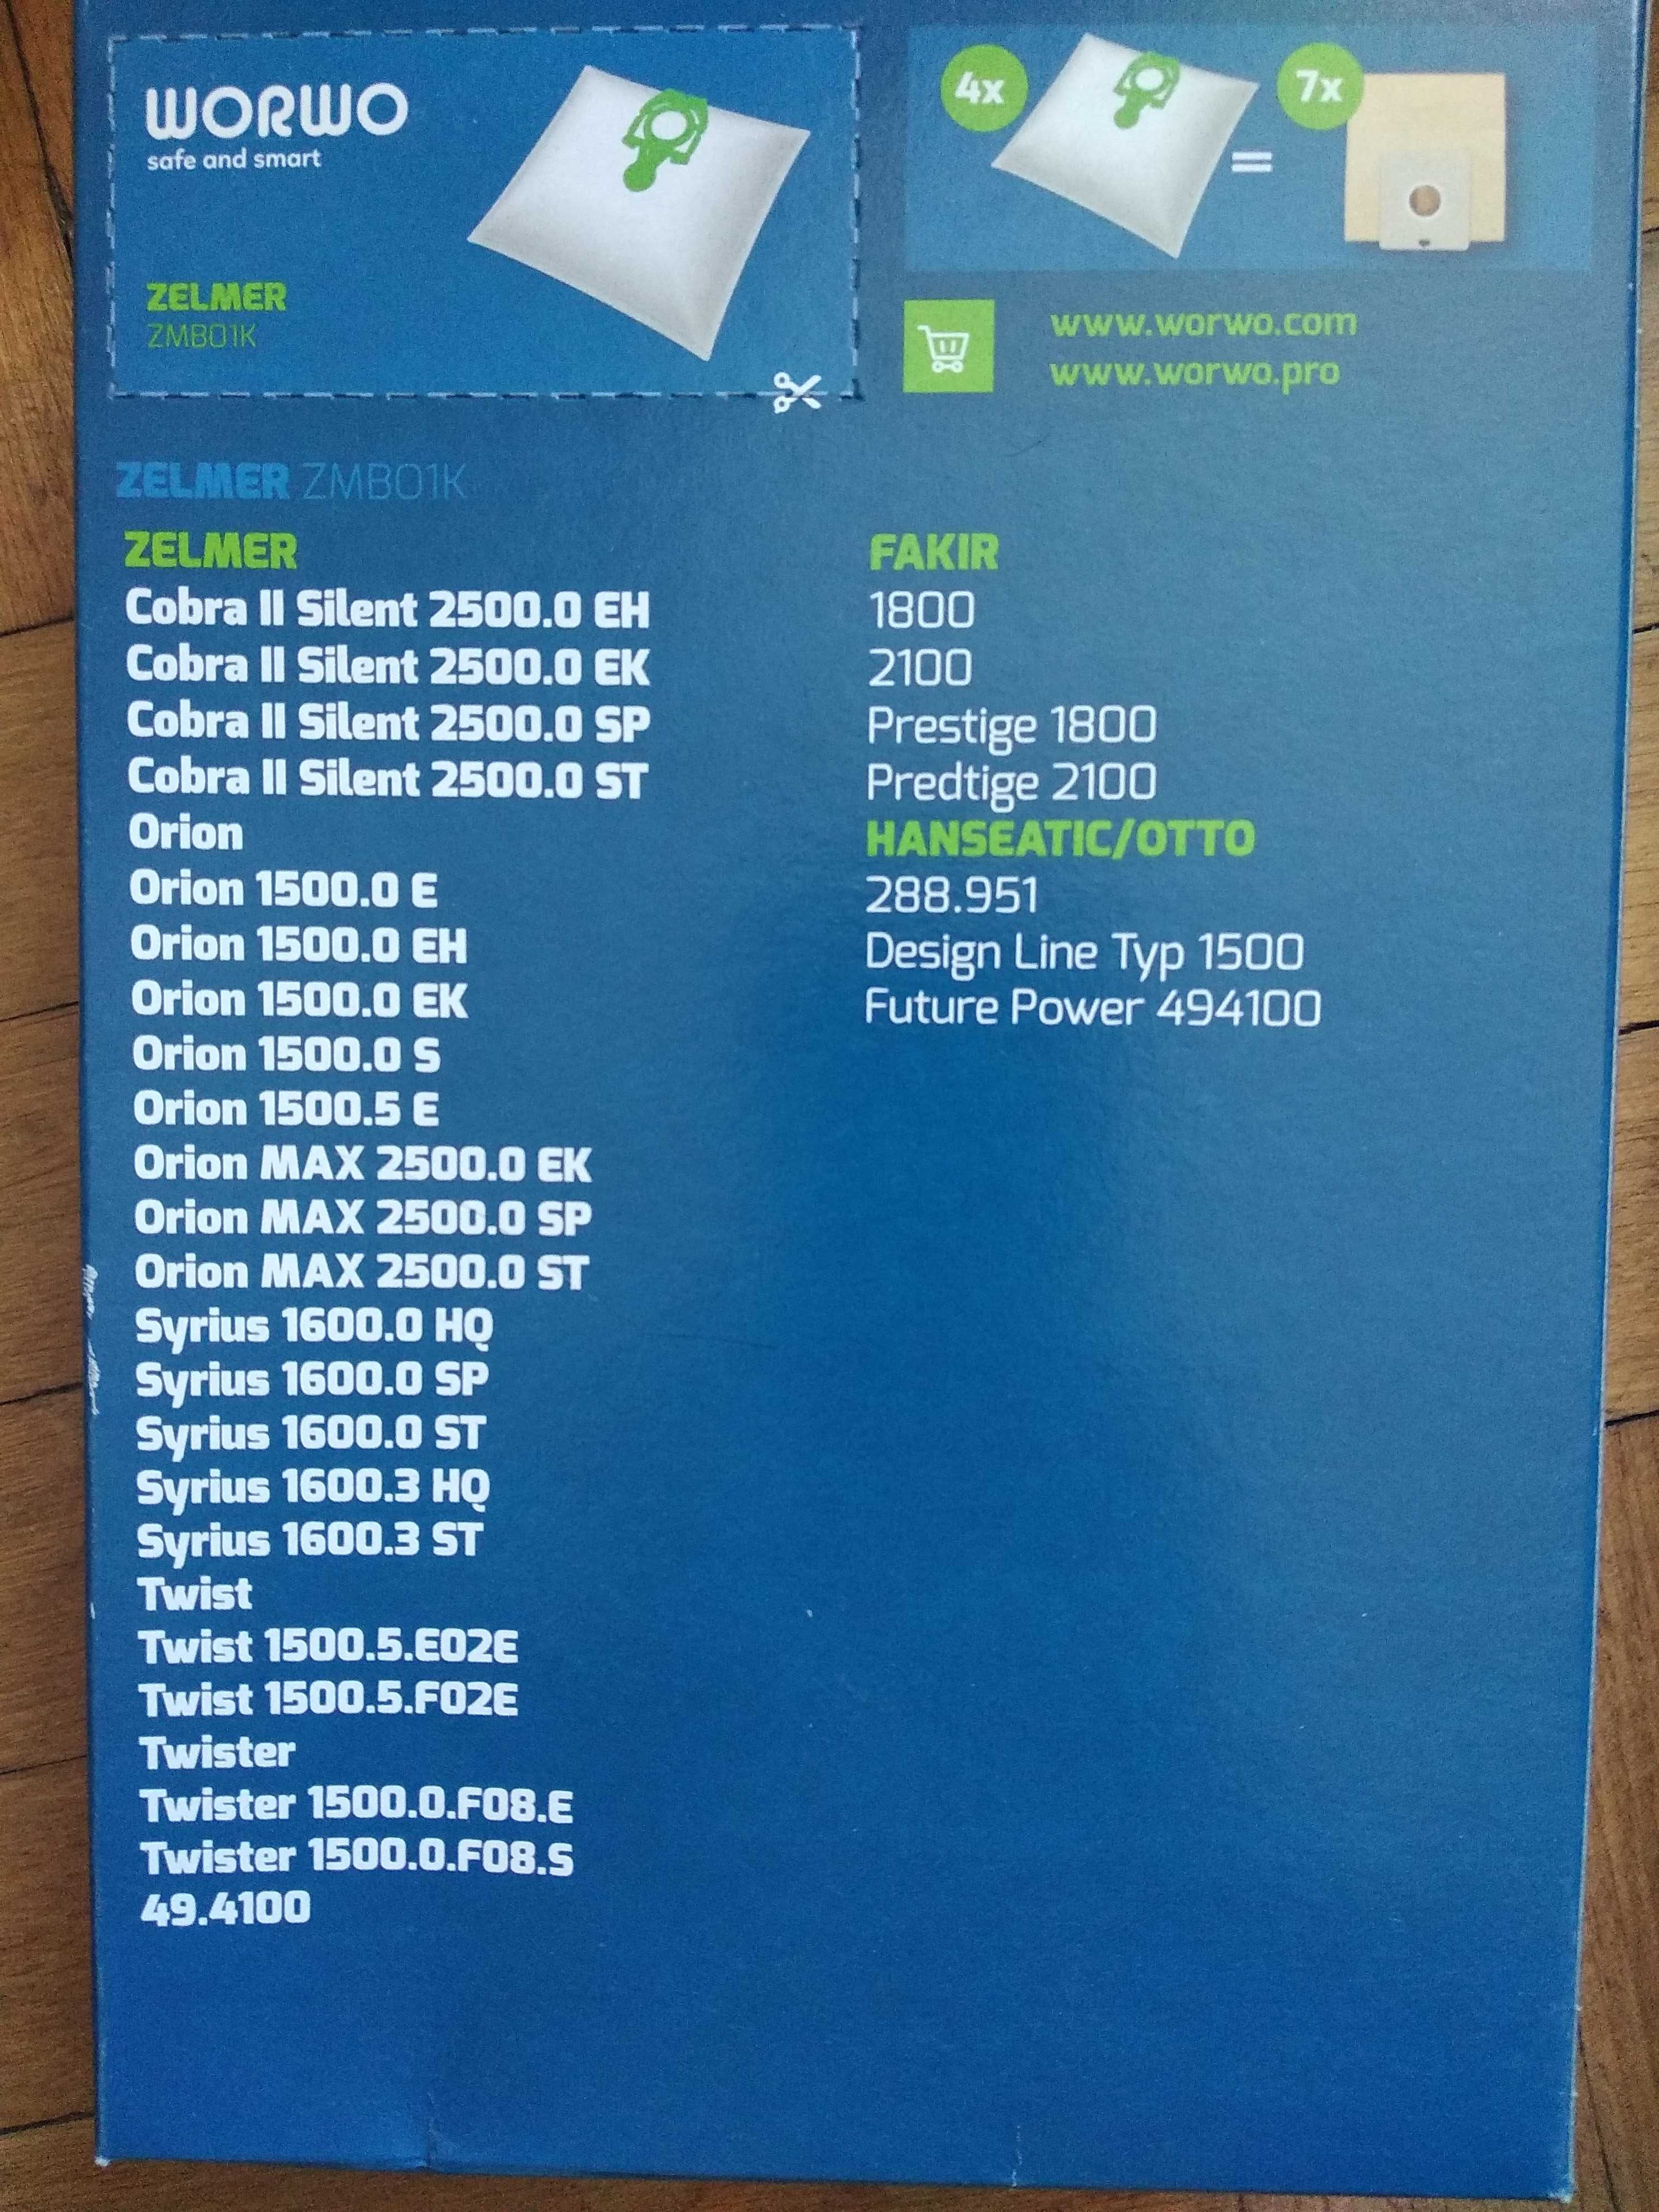 WORWO
safe and smart
ZELMER
ZMB01K
4x
=
7x
www.worwo.com
www.worwo.pro
ZELMER ZMB01K
ZELMER
Cobra II Silent 2500.0 EH
Cobra II Silent 2500.0 EK
Cobra II Silent 2500.0 SP
Cobra II Silent 2500.0 ST
Orion
Orion 1500.0 E
Orion 1500.0 EH
Orion 1500.0 EK
Orion 1500.0 S
Orion 1500.5 E
Orion MAX 2500.0 EK
Orion MAX 2500.0 SP
Orion MAX 2500.0 ST
Syrius 1600.0 HQ
Syrius 1600.0 SP
Syrius 1600.0 ST
Syrius 1600.3 HQ
Syrius 1600.3 ST
Twist
Twist 1500.5.E02E
Twist 1500.5.F02E
Twister
Twister 1500.0.F08.E
Twister 1500.0.F08.S
49.4100
FAKIR
1800
2100
Prestige 1800
Predtige 2100
HANSEATIC/OTTO
288.951
Design Line Typ 1500
Future Power 494100